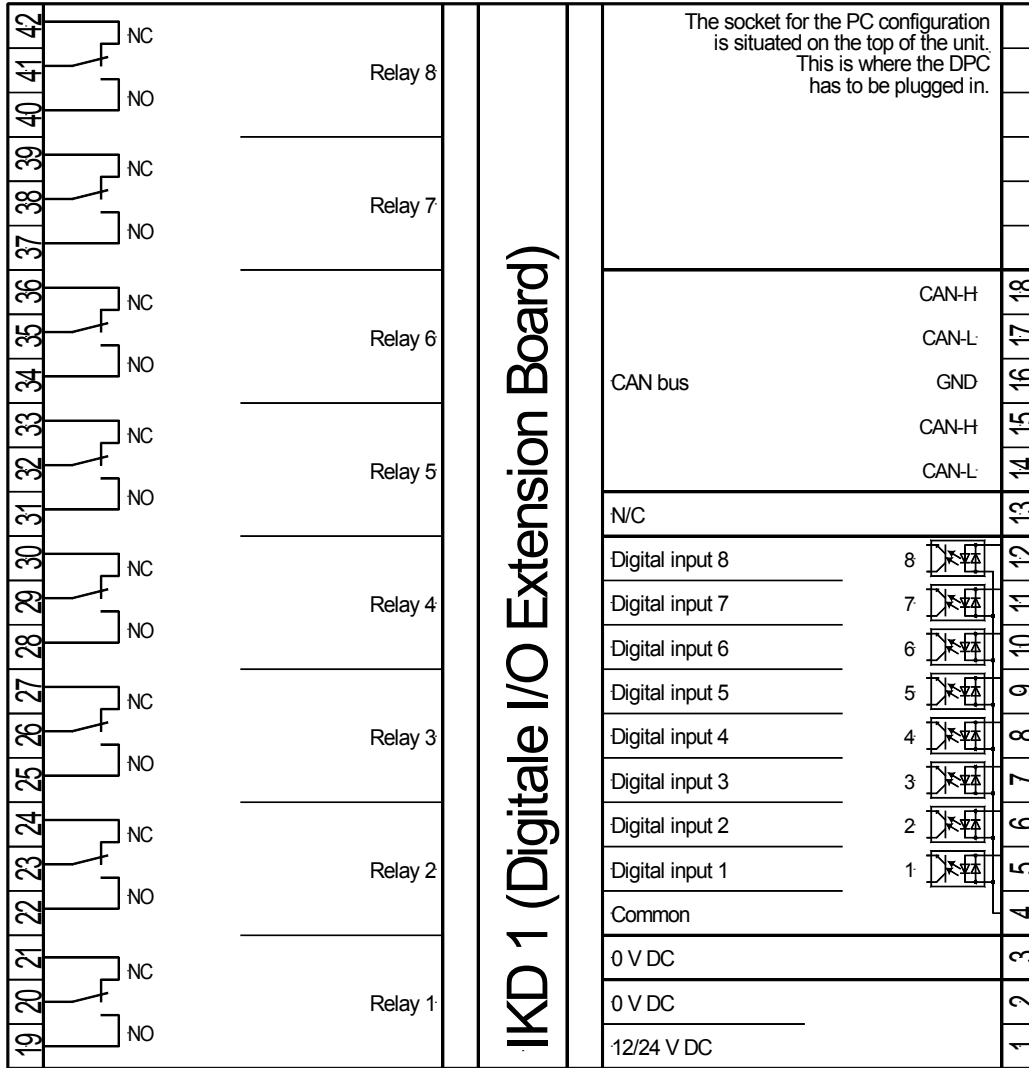 42
NC
41
Relay 8
NO
40
39
NC
38
Relay 7
NO
37
36
NC
35
Relay 6
NO
34
33
NC
32
Relay 5
NO
31
30
NC
29
Relay 4
NO
28
27
NC
26
Relay 3
NO
25
24
NC
23
Relay 2
NO
22
21
NC
20
Relay 1
NO
19
IKD 1 (Digitale I/O Extension Board)
The socket for the PC configuration
is situated on the top of the unit.
This is where the DPC
has to be plugged in.
CAN bus
CAN-H 18
CAN-L 17
GND 16
CAN-H 15
CAN-L 14
N/C 13
Digital input 8 8 12
Digital input 7 7 11
Digital input 6 6 10
Digital input 5 5 9
Digital input 4 4 8
Digital input 3 3 7
Digital input 2 2 6
Digital input 1 1 5
Common 4
0 V DC 3
0 V DC 2
12/24 V DC 1